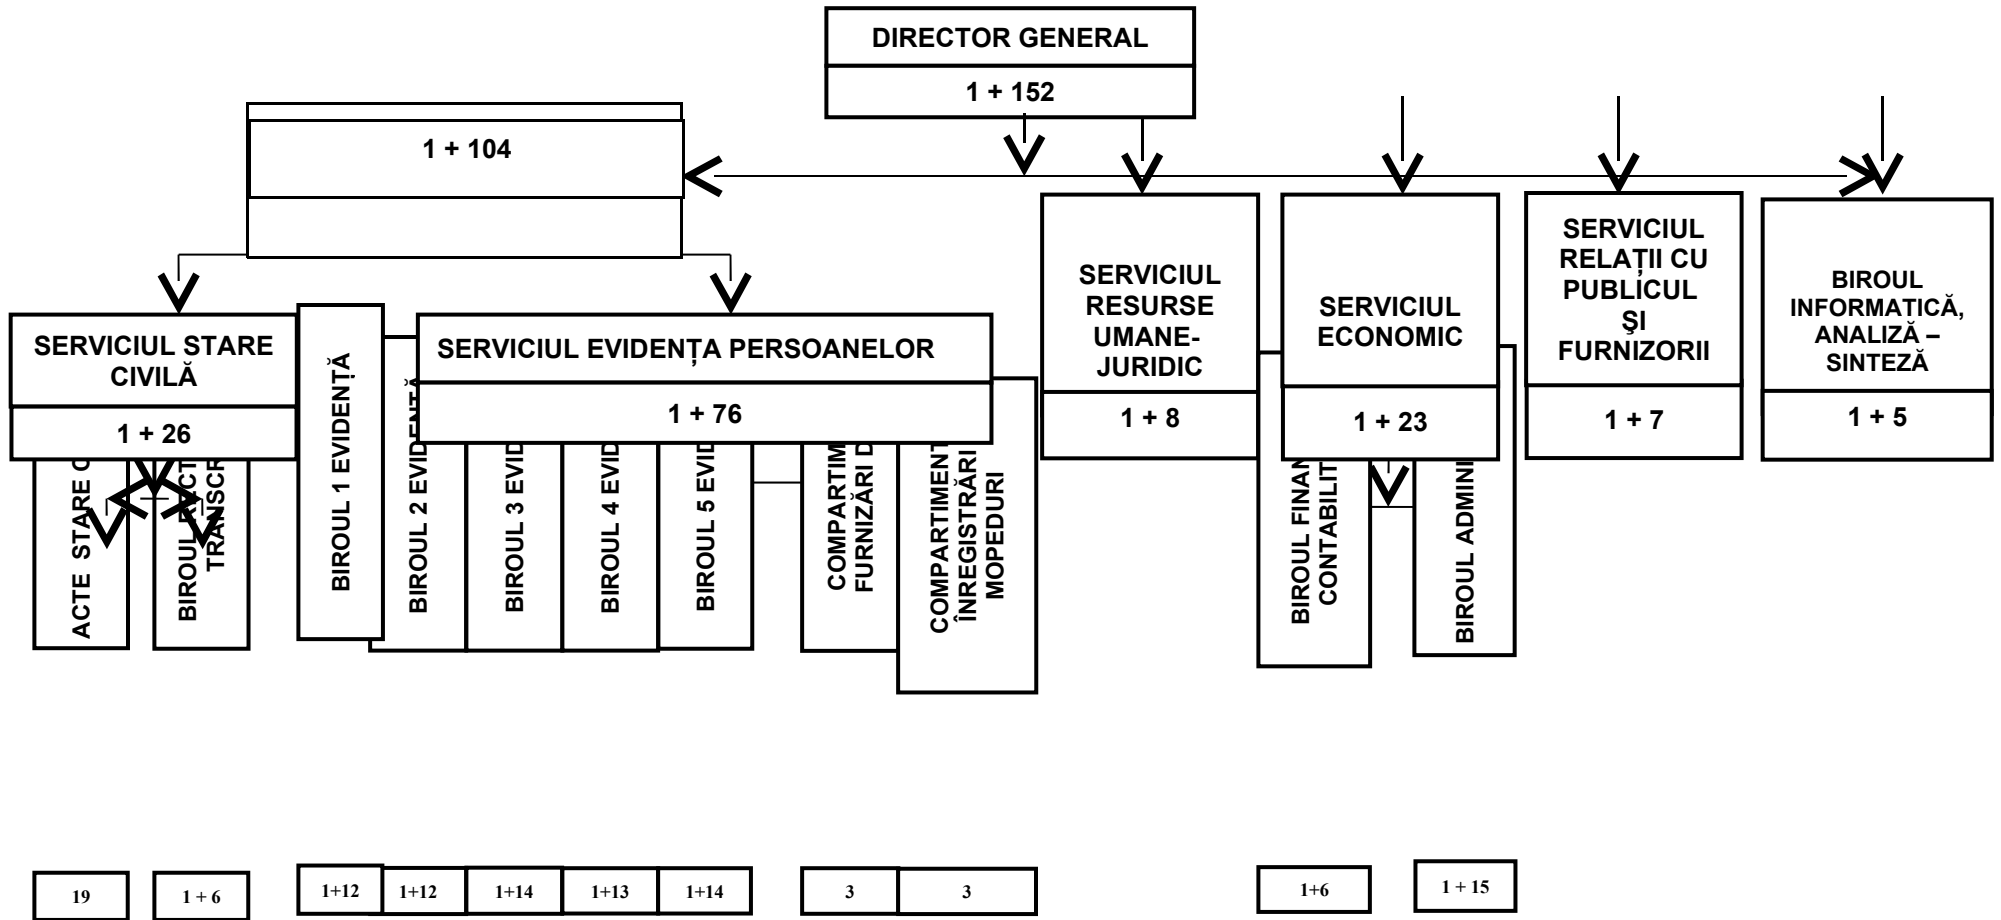 DIRECTOR GENERAL
1 + 152
1 + 104
SERVICIUL STARE
CIVILĂ
1 + 26
SERVICIUL EVIDENȚA PERSOANELOR
1 + 76
SERVICIUL
RESURSE
UMANE-
JURIDIC
1 + 8
SERVICIUL
ECONOMIC
1 + 23
SERVICIUL
RELAȚII CU
PUBLICUL
ŞI
FURNIZORII
1 + 7
BIROUL
INFORMATICĂ,
ANALIZĂ –
SINTEZĂ
1 + 5
ACTE STARE
BIROUL
BIROUL 1 EVIDENȚĂ
BIROUL 2 EVIDENȚĂ
BIROUL 3
BIROUL 4
BIROUL 5
FURNIZĂRI
COMPARTIMENT
ÎNREGISTRĂRI
MOPEDURI
BIROUL
BIROUL
19
1 + 6
1+12
1+12
1+14
1+13
1+14
3
3
1+6
1 + 15